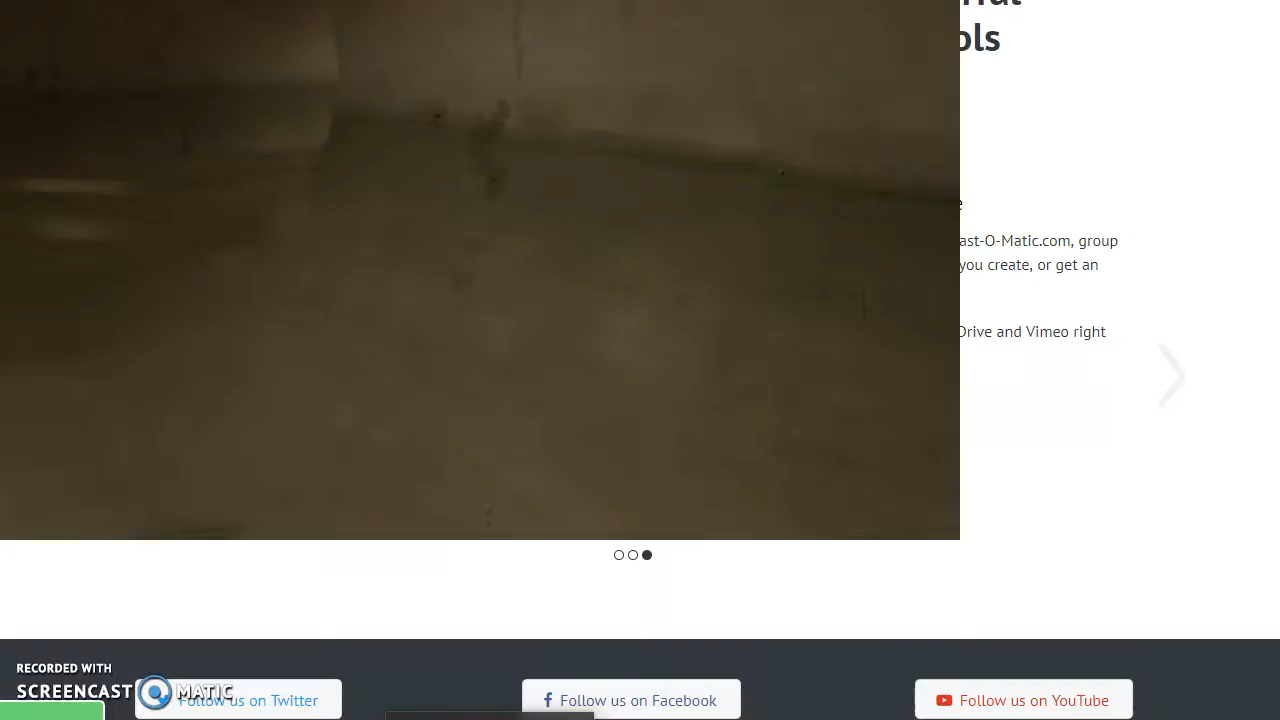 ols
ast-O-Matic.com, group
you create, or get an
Drive and Vimeo right
RECORDED WITH
SCREENCAST MATIC
Follow us on Twitter
Follow us on Facebook
Follow us on YouTube